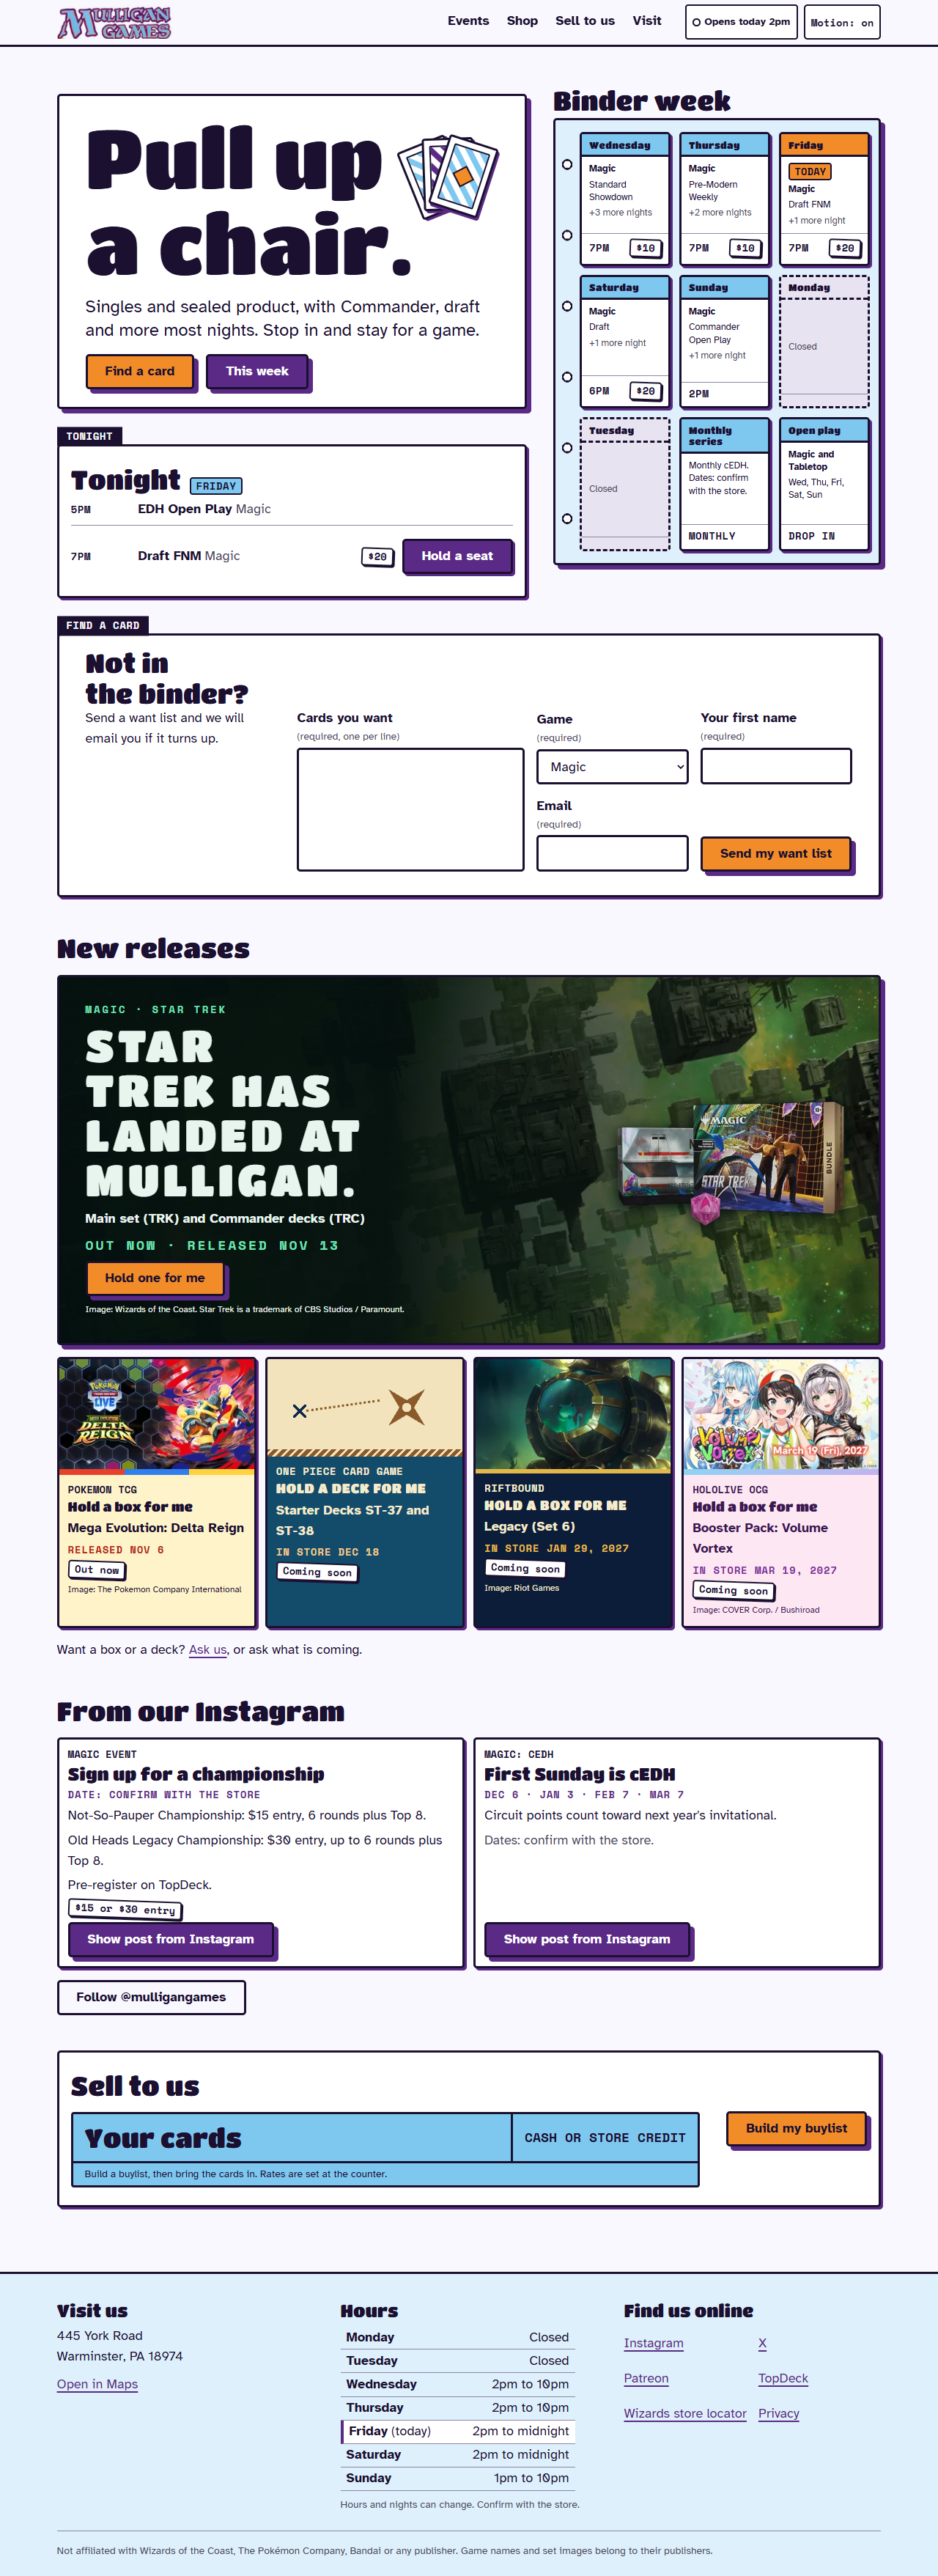 MULLIGAN
GAMES
Events Shop Sell to us Visit
Opens today 2pm
Motion: on
Pull up
a chair.
Singles and sealed product, with Commander, draft
and more most nights. Stop in and stay for a game.
Find a card
This week
Binder week
Wednesday
Magic
Standard
Showdown
+3 more nights
7PM $10
Thursday
Magic
Pre-Modern
Weekly
+2 more nights
7PM $10
Friday
TODAY
Magic
Draft FNM
+1 more night
7PM $20
Saturday
Magic
Draft
+1 more night
6PM $20
Sunday
Magic
Commander
Open Play
+1 more night
2PM
Monday
Closed
Tuesday
Closed
Monthly
series
Monthly cEDH.
Dates: confirm
with the store.
MONTHLY
Open play
Magic and
Tabletop
Wed, Thu, Fri,
Sat, Sun
DROP IN
TONIGHT
Tonight FRIDAY
5PM EDH Open Play Magic
7PM Draft FNM Magic $20 Hold a seat
FIND A CARD
Not in
the binder?
Send a want list and we will
email you if it turns up.
Cards you want
(required, one per line)
Game
(required)
Magic
Email
(required)
Your first name
(required)
Send my want list
New releases
MAGIC · STAR TREK
STAR
TREK HAS
LANDED AT
MULLIGAN.
Main set (TRK) and Commander decks (TRC)
OUT NOW · RELEASED NOV 13
Hold one for me
Image: Wizards of the Coast. Star Trek is a trademark of CBS Studios / Paramount.
MAGIC
STAR TREK
BUNDLE
Pokémon
LIVE
DELTA
REIGN
POKEMON TCG
Hold a box for me
Mega Evolution: Delta Reign
RELEASED NOV 6
Out now
Image: The Pokemon Company International
ONE PIECE CARD GAME
HOLD A DECK FOR ME
Starter Decks ST-37 and
ST-38
IN STORE DEC 18
Coming soon
RIFTBOUND
HOLD A BOX FOR ME
Legacy (Set 6)
IN STORE JAN 29, 2027
Coming soon
Image: Riot Games
Volume
Vortex
March 19 (Fri), 2027
HOLOLIVE OCG
Hold a box for me
Booster Pack: Volume
Vortex
IN STORE MAR 19, 2027
Coming soon
Image: COVER Corp. / Bushiroad
Want a box or a deck? Ask us, or ask what is coming.
From our Instagram
MAGIC EVENT
Sign up for a championship
DATE: CONFIRM WITH THE STORE
Not-So-Pauper Championship: $15 entry, 6 rounds plus Top 8.
Old Heads Legacy Championship: $30 entry, up to 6 rounds plus
Top 8.
Pre-register on TopDeck.
$15 or $30 entry
Show post from Instagram
MAGIC: CEDH
First Sunday is cEDH
DEC 6 · JAN 3 · FEB 7 · MAR 7
Circuit points count toward next year's invitational.
Dates: confirm with the store.
Show post from Instagram
Follow @mulligangames
Sell to us
Your cards
CASH OR STORE CREDIT
Build a buylist, then bring the cards in. Rates are set at the counter.
Build my buylist
Visit us
445 York Road
Warminster, PA 18974
Open in Maps
Hours
Monday Closed
Tuesday Closed
Wednesday 2pm to 10pm
Thursday 2pm to 10pm
Friday (today) 2pm to midnight
Saturday 2pm to midnight
Sunday 1pm to 10pm
Hours and nights can change. Confirm with the store.
Find us online
Instagram X
Patreon TopDeck
Wizards store locator Privacy
Not affiliated with Wizards of the Coast, The Pokémon Company, Bandai or any publisher. Game names and set images belong to their publishers.